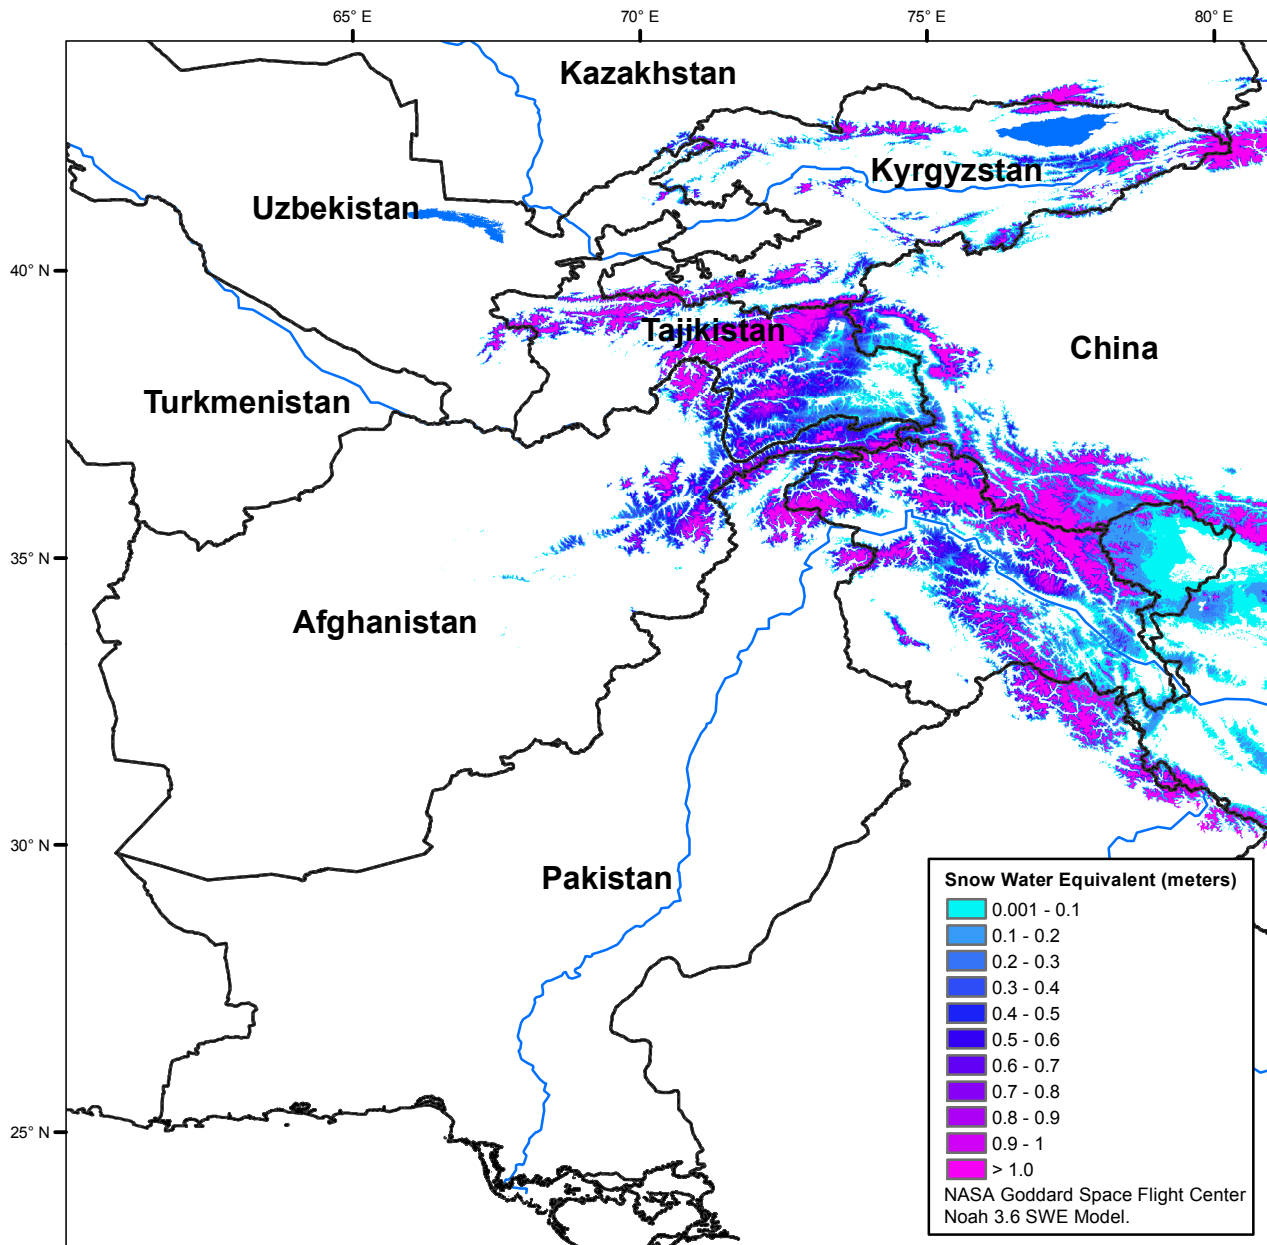 65° E
70° E
75° E
80° E
Kazakhstan
Kyrgyzstan
Uzbekistan
40° N
Tajikistan
China
Turkmenistan
35° N
Afghanistan
30° N
Pakistan
25° N
Snow Water Equivalent (meters)
0.001 - 0.1
0.1 - 0.2
0.2 - 0.3
0.3 - 0.4
0.4 - 0.5
0.5 - 0.6
0.6 - 0.7
0.7 - 0.8
0.8 - 0.9
0.9 - 1
> 1.0
NASA Goddard Space Flight Center
Noah 3.6 SWE Model.